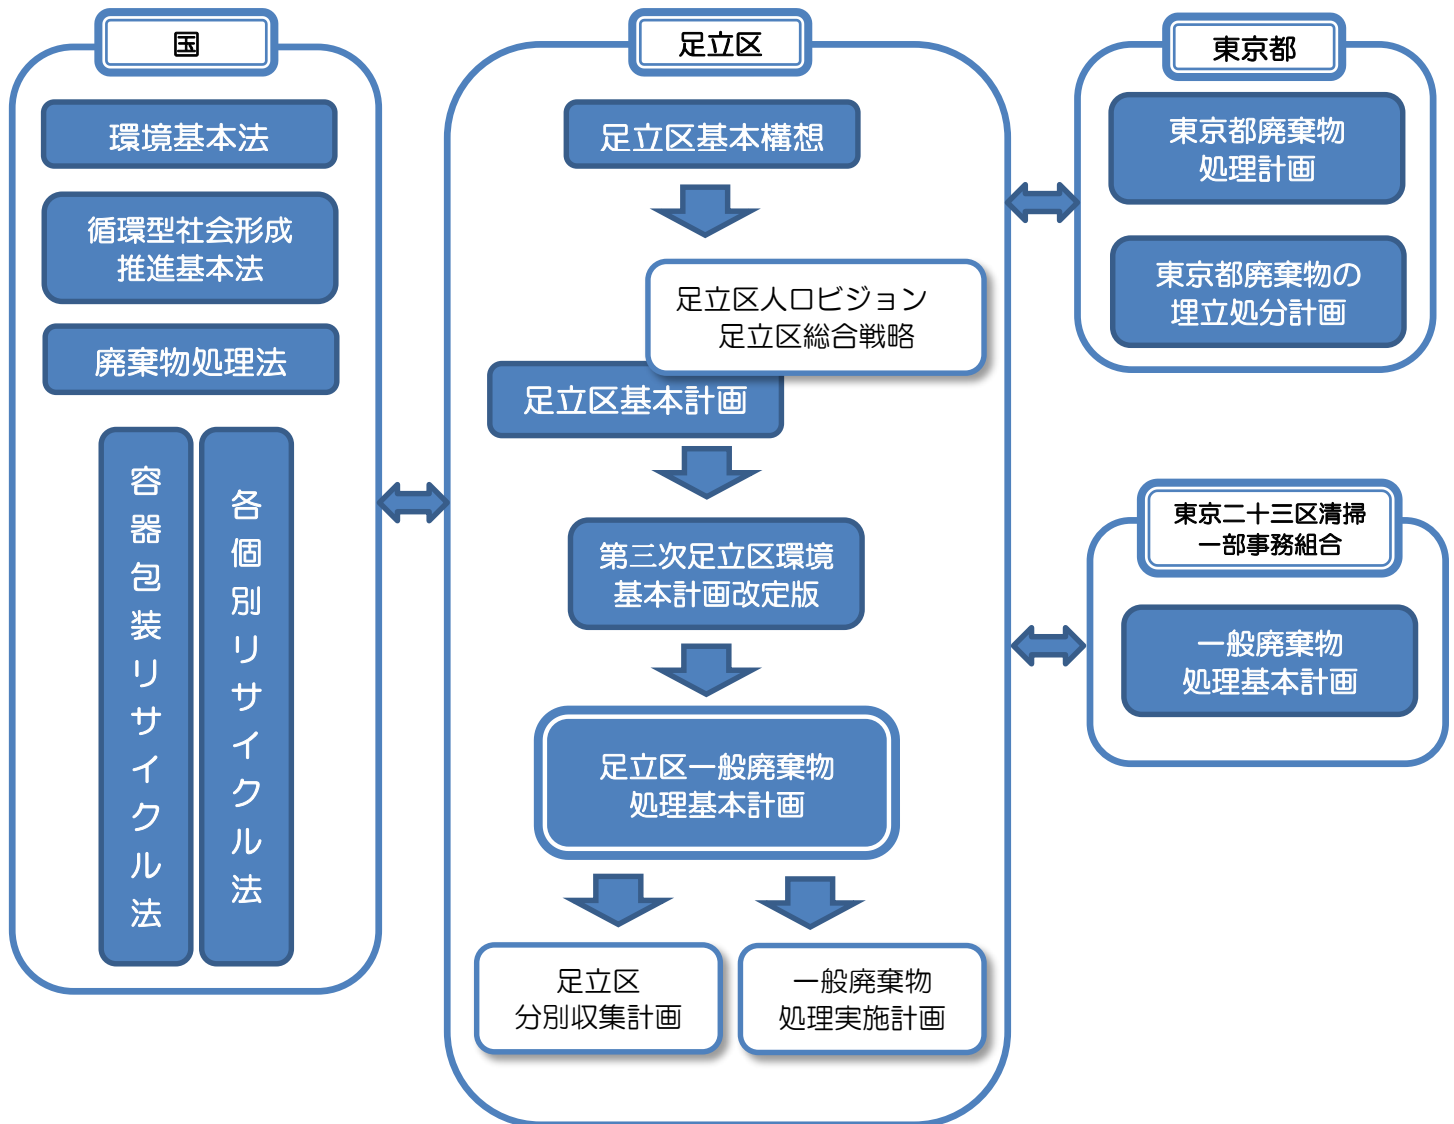 国
環境基本法
循環型社会形成
推進基本法
廃棄物処理法
容器包装リサイクル法
各個別リサイクル法
足立区
足立区基本構想
足立区人口ビジョン
足立区総合戦略
足立区基本計画
第三次足立区環境
基本計画改定版
足立区一般廃棄物
処理基本計画
足立区
分別収集計画
一般廃棄物
処理実施計画
東京都
東京都廃棄物
処理計画
東京都廃棄物の
埋立処分計画
東京二十三区清掃
一部事務組合
一般廃棄物
処理基本計画